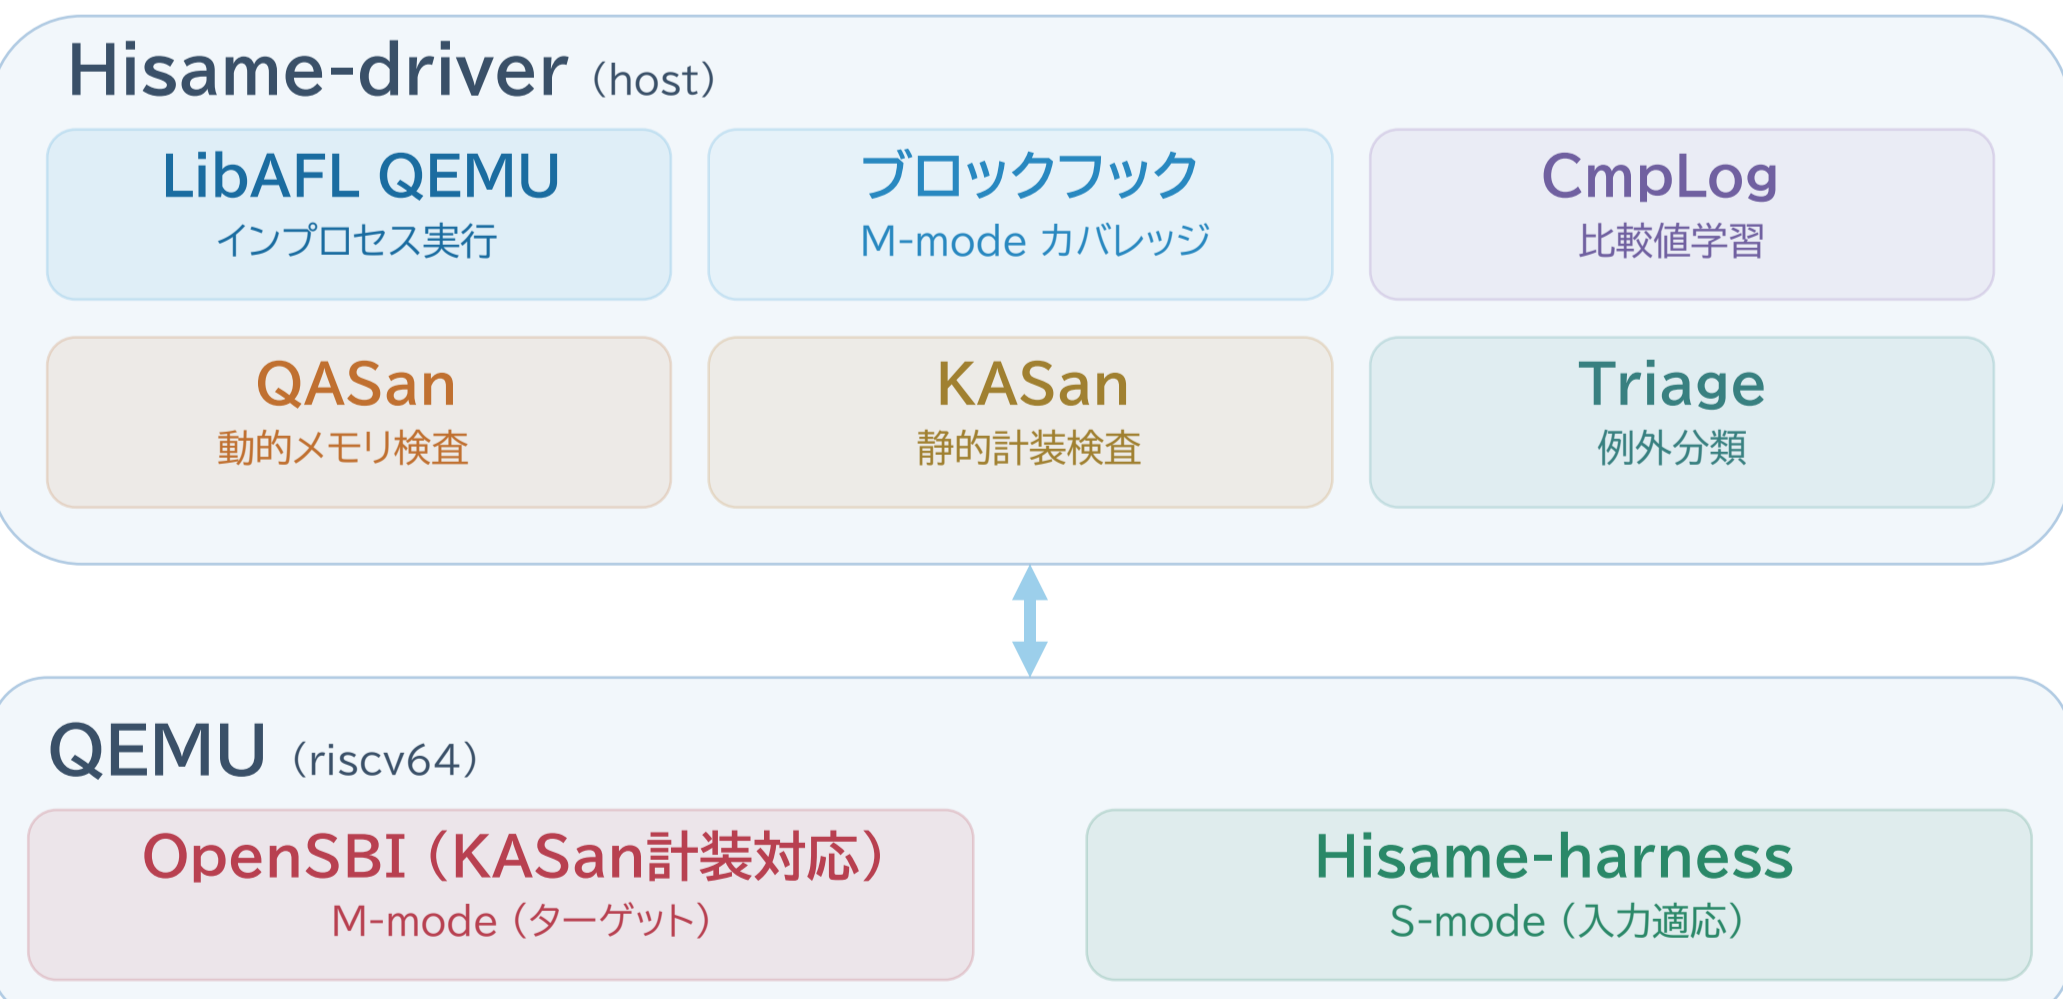 Hisame-driver (host)
LibAFL QEMU
インプロセス実行
ブロックフック
M-mode カバレッジ
CmpLog
比較値学習
QASan
動的メモリ検査
KASan
静的計装検査
Triage
例外分類
QEMU (riscv64)
OpenSBI (KASan計装対応)
M-mode (ターゲット)
Hisame-harness
S-mode (入力適応)